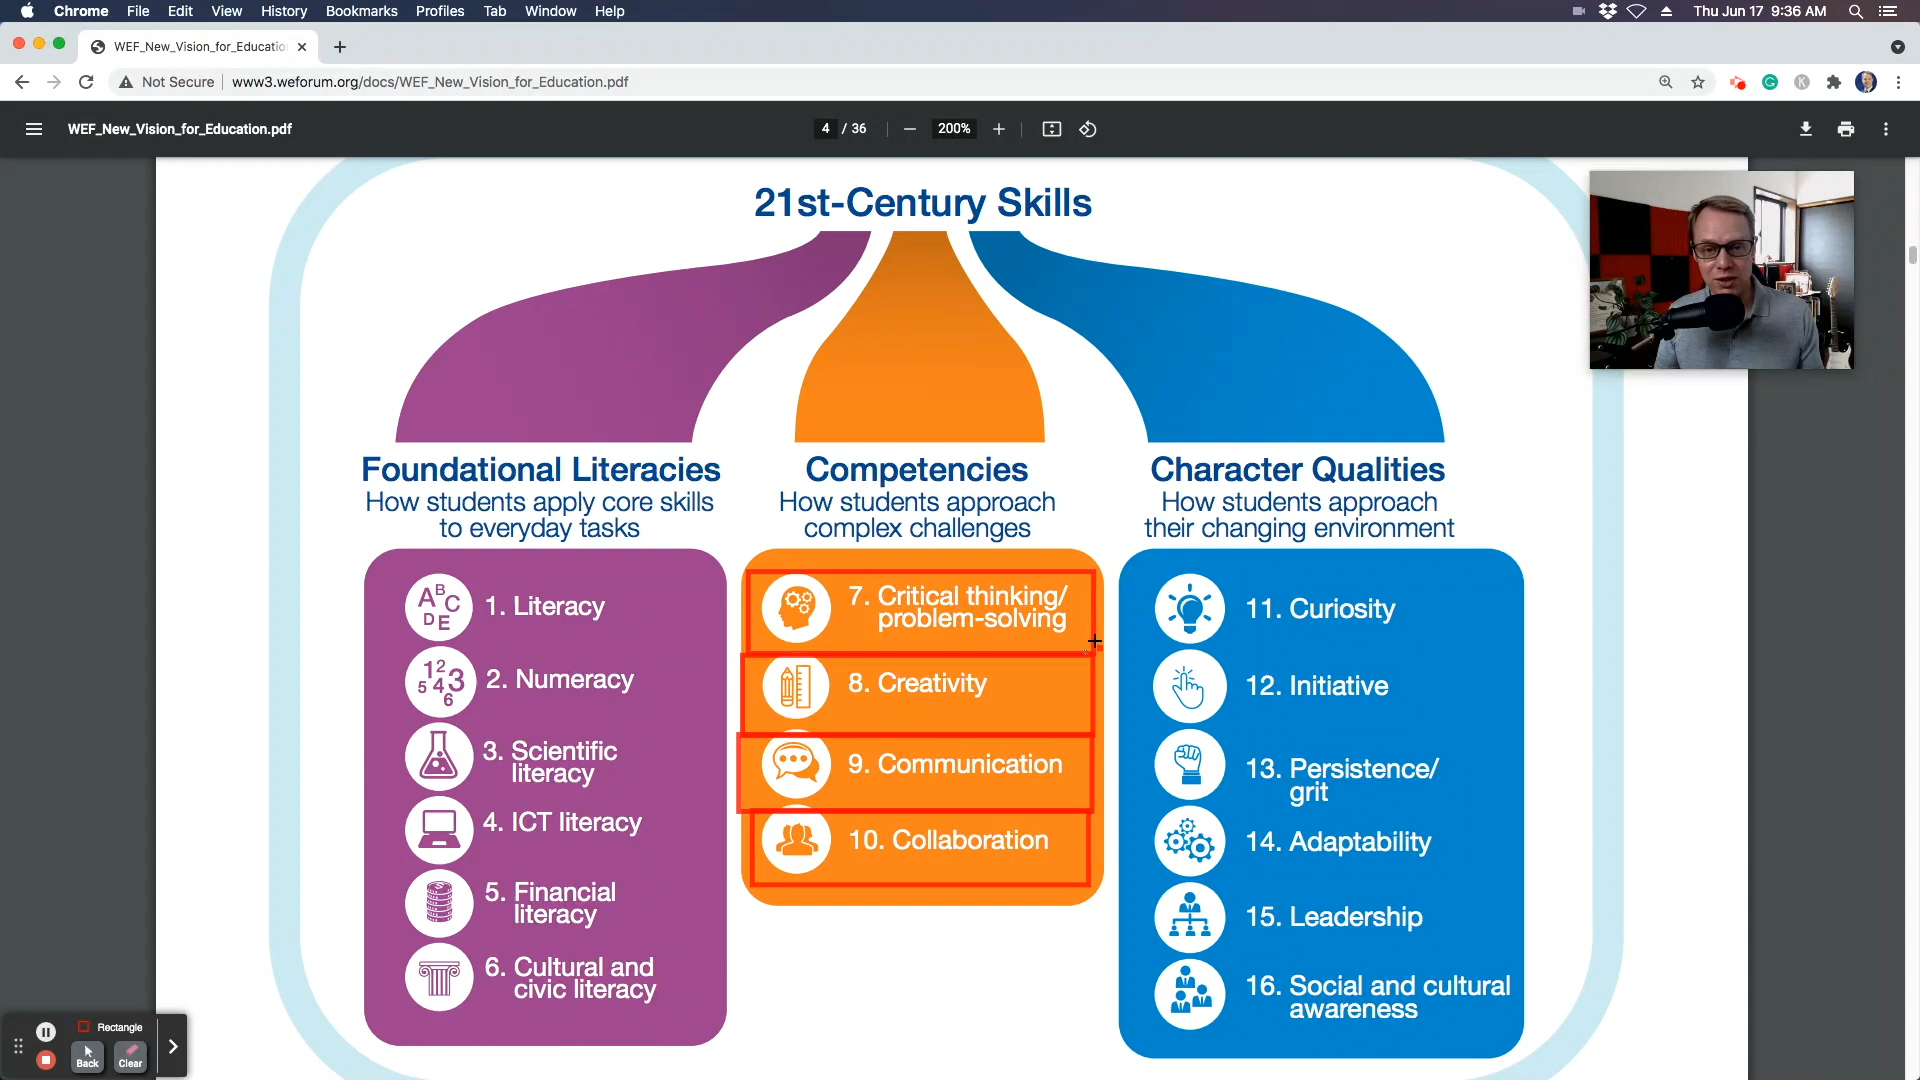 Chrome File Edit View History Bookmarks Profiles Tab Window Help Thu Jun 17 9:36 AM
WEF_New_Vision_for_Educatio
Not Secure www3.weforum.org/docs/WEF_New_Vision_for_Education.pdf
WEF_New_Vision_for_Education.pdf 4 / 36 200%
21st-Century Skills
Foundational Literacies
How students apply core skills
to everyday tasks
ABC
DE
1. Literacy
12
543
6
2. Numeracy
3. Scientific
literacy
4. ICT literacy
5. Financial
literacy
6. Cultural and
civic literacy
Competencies
How students approach
complex challenges
7. Critical thinking/
problem-solving
8. Creativity
9. Communication
10. Collaboration
Character Qualities
How students approach
their changing environment
11. Curiosity
12. Initiative
13. Persistence/
grit
14. Adaptability
15. Leadership
16. Social and cultural
awareness
Rectangle
Back Clear